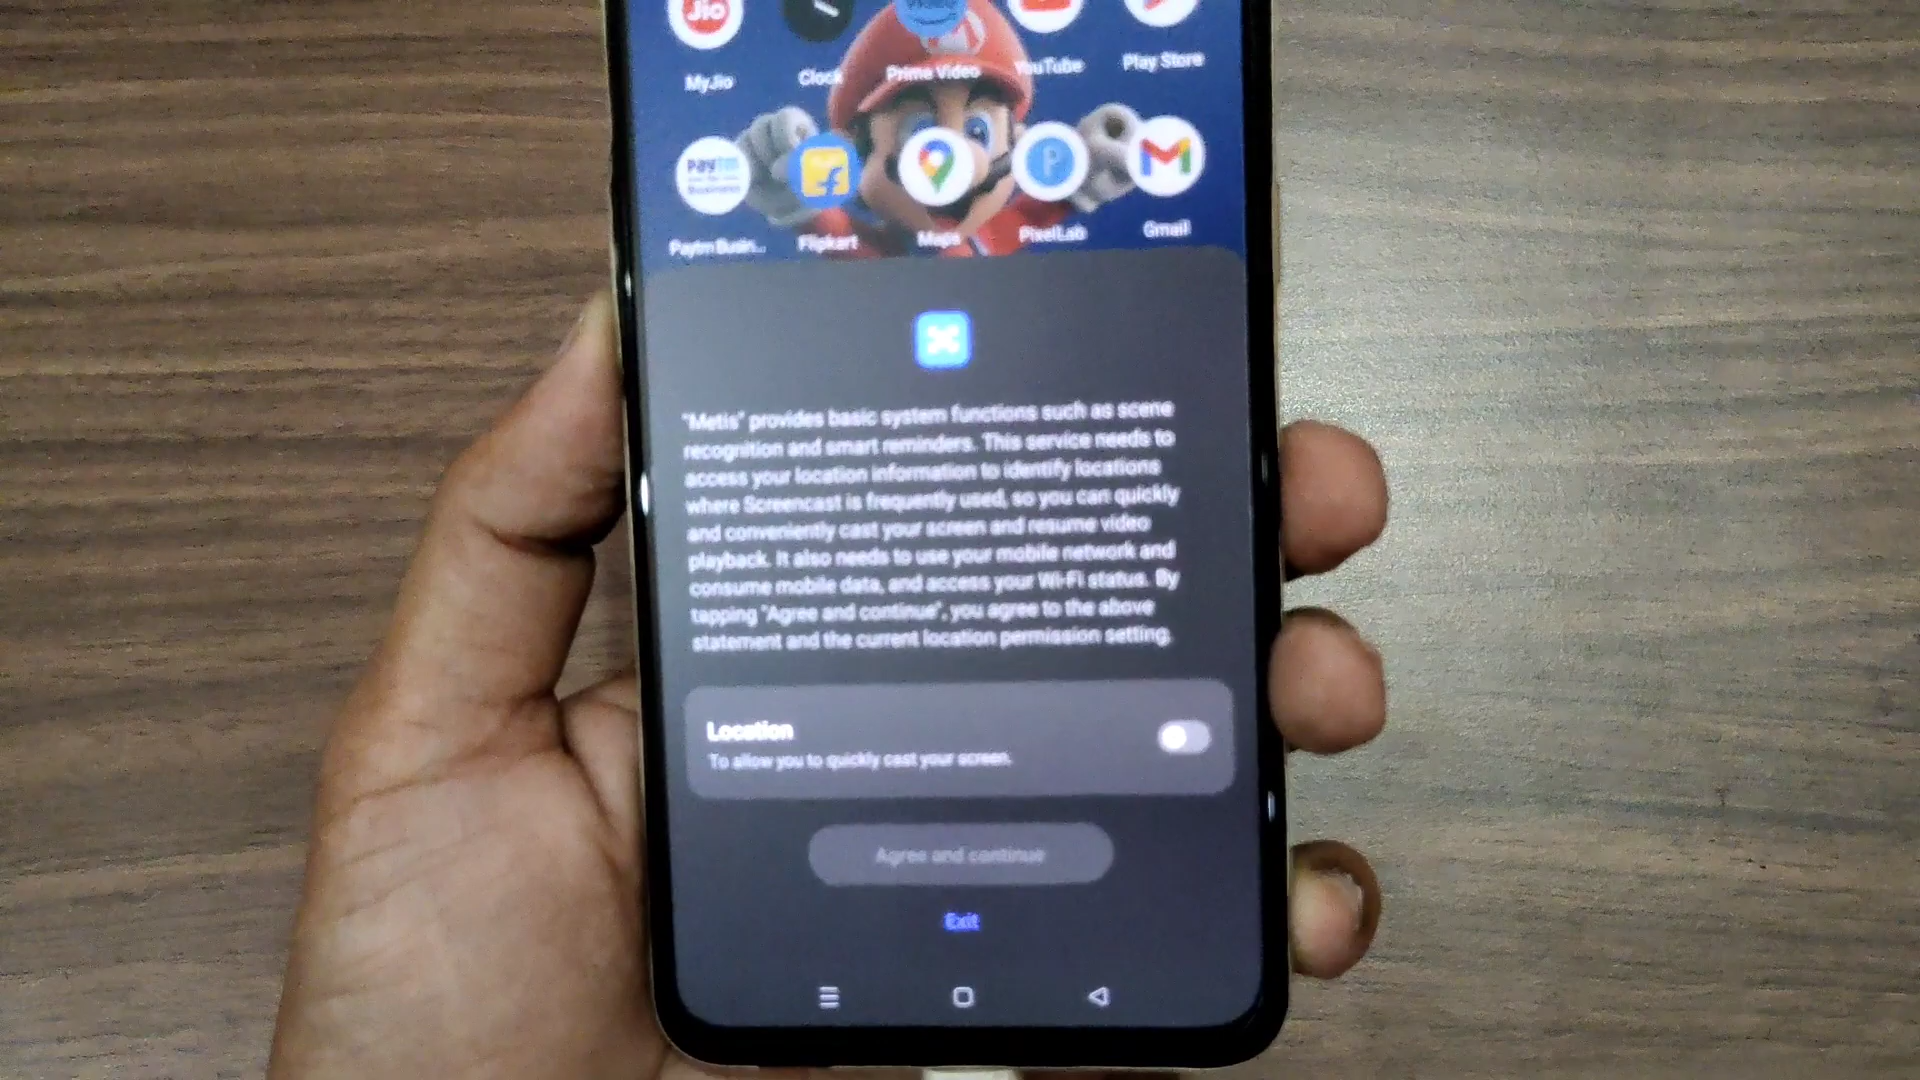 Jio
MyJio
Clock
Prime Video
YouTube
Play Store
Paytm
Business
Paytm Busin...
Flipkart
Maps
P
PixelLab
Gmail
"Metis" provides basic system functions such as scene
recognition and smart reminders. This service needs to
access your location information to identify locations
where Screencast is frequently used, so you can quickly
and conveniently cast your screen and resume video
playback. It also needs to use your mobile network and
consume mobile data, and access your Wi-Fi status. By
tapping "Agree and continue", you agree to the above
statement and the current location permission setting.
Location
To allow you to quickly cast your screen.
Agree and continue
Exit